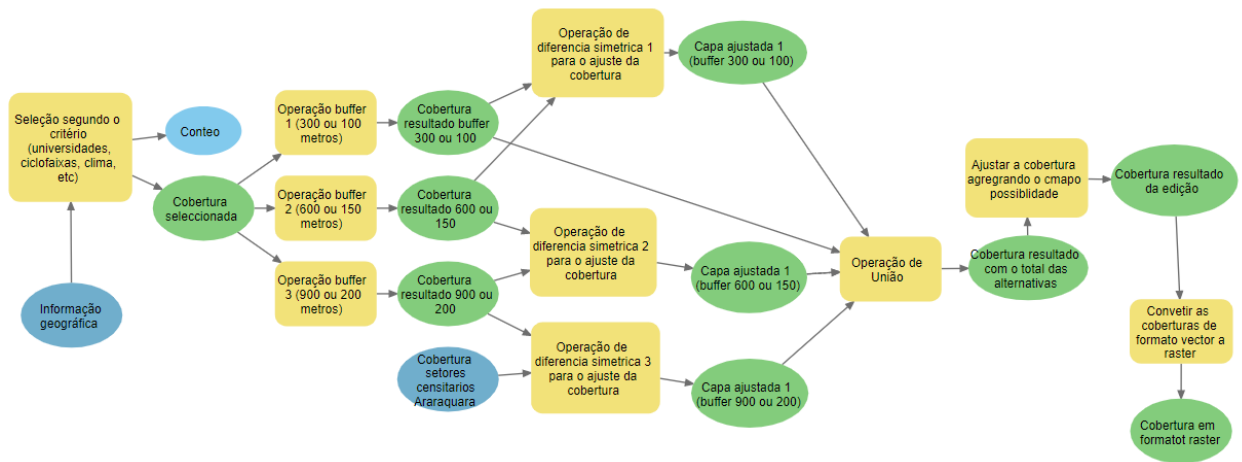 Seleção segundo o
critério
(universidades,
ciclofaixas, clima,
etc)
Informação
geográfica
Conteo
Cobertura
seleccionada
Operação buffer
1 (300 ou 100
metros)
Operação buffer
2 (600 ou 150
metros)
Operação buffer
3 (900 ou 200
metros)
Cobertura
resultado buffer
300 ou 100
Cobertura
resultado 600 ou
150
Cobertura
resultado 900 ou
200
Cobertura
setores
censitarios
Araraquara
Operação de
diferencia simetrica 1
para o ajuste da
cobertura
Operação de
diferencia simetrica 2
para o ajuste da
cobertura
Operação de
diferencia simetrica 3
para o ajuste da
cobertura
Capa ajustada 1
(buffer 300 ou 100)
Capa ajustada 1
(buffer 600 ou 150)
Capa ajustada 1
(buffer 900 ou 200)
Operação de
União
Cobertura resultado
com o total das
alternativas
Ajustar a cobertura
agregrando o cmapo
possiblidade
Cobertura resultado
da edição
Convetir as
coberturas de
formato vector a
raster
Cobertura em
formatot raster